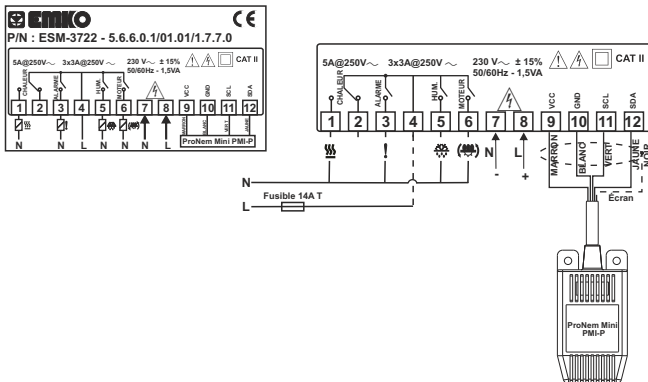 EMKO
P/N : ESM-3722 - 5.6.6.0.1/01.01/1.7.7.0
5A@250V~ 3x3A@250V ~ 230 V~ ± 15% CAT II
50/60Hz - 1,5VA
CHALEUR ALARME HUM. MOTEUR VCC GND SCL SDA
1 2 3 4 5 6 7 8 9 10 11 12
N N L N N N L
MARRON BLANC VERT JAUNE
ProNem Mini PMI-P
5A@250V~ 3x3A@250V ~ 230 V~ ± 15% CAT II
50/60Hz - 1,5VA
CHALEUR ALARME HUM. MOTEUR VCC GND SCL SDA
1 2 3 4 5 6 7 8 9 10 11 12
! N L
- +
MARRON BLANC VERT JAUNE NOIR
N
L Fusible 14A T
Écran
ProNem Mini
PMI-P